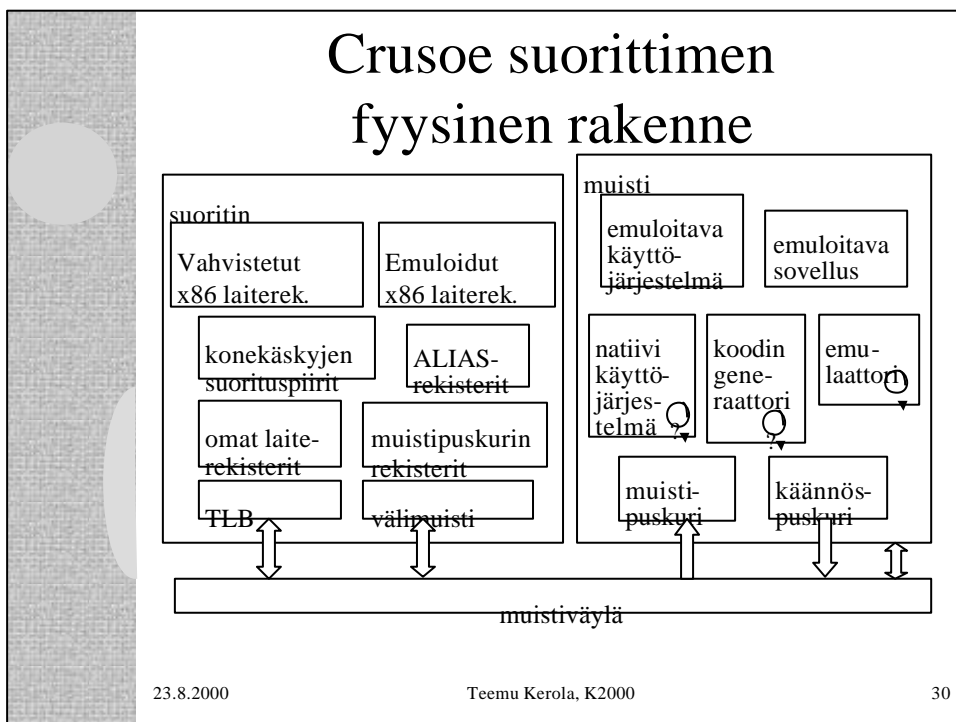 Crusoe suorittimen
fyysinen rakenne
suoritin
Vahvistetut
x86 laiterek.
Emuloidut
x86 laiterek.
konekäskyjen
suorituspiirit
ALIAS-
rekisterit
omat laite-
rekisterit
muistipuskurin
rekisterit
TLB
välimuisti
muisti
emuloitava
käyttö-
järjestelmä
emuloitava
sovellus
natiivi
käyttö-
järjes-
telmä ?
koodin
gene-
raattori
?
emu-
laattori
muisti-
puskuri
käännös-
puskuri
muistiväylä
23.8.2000
Teemu Kerola, K2000
30